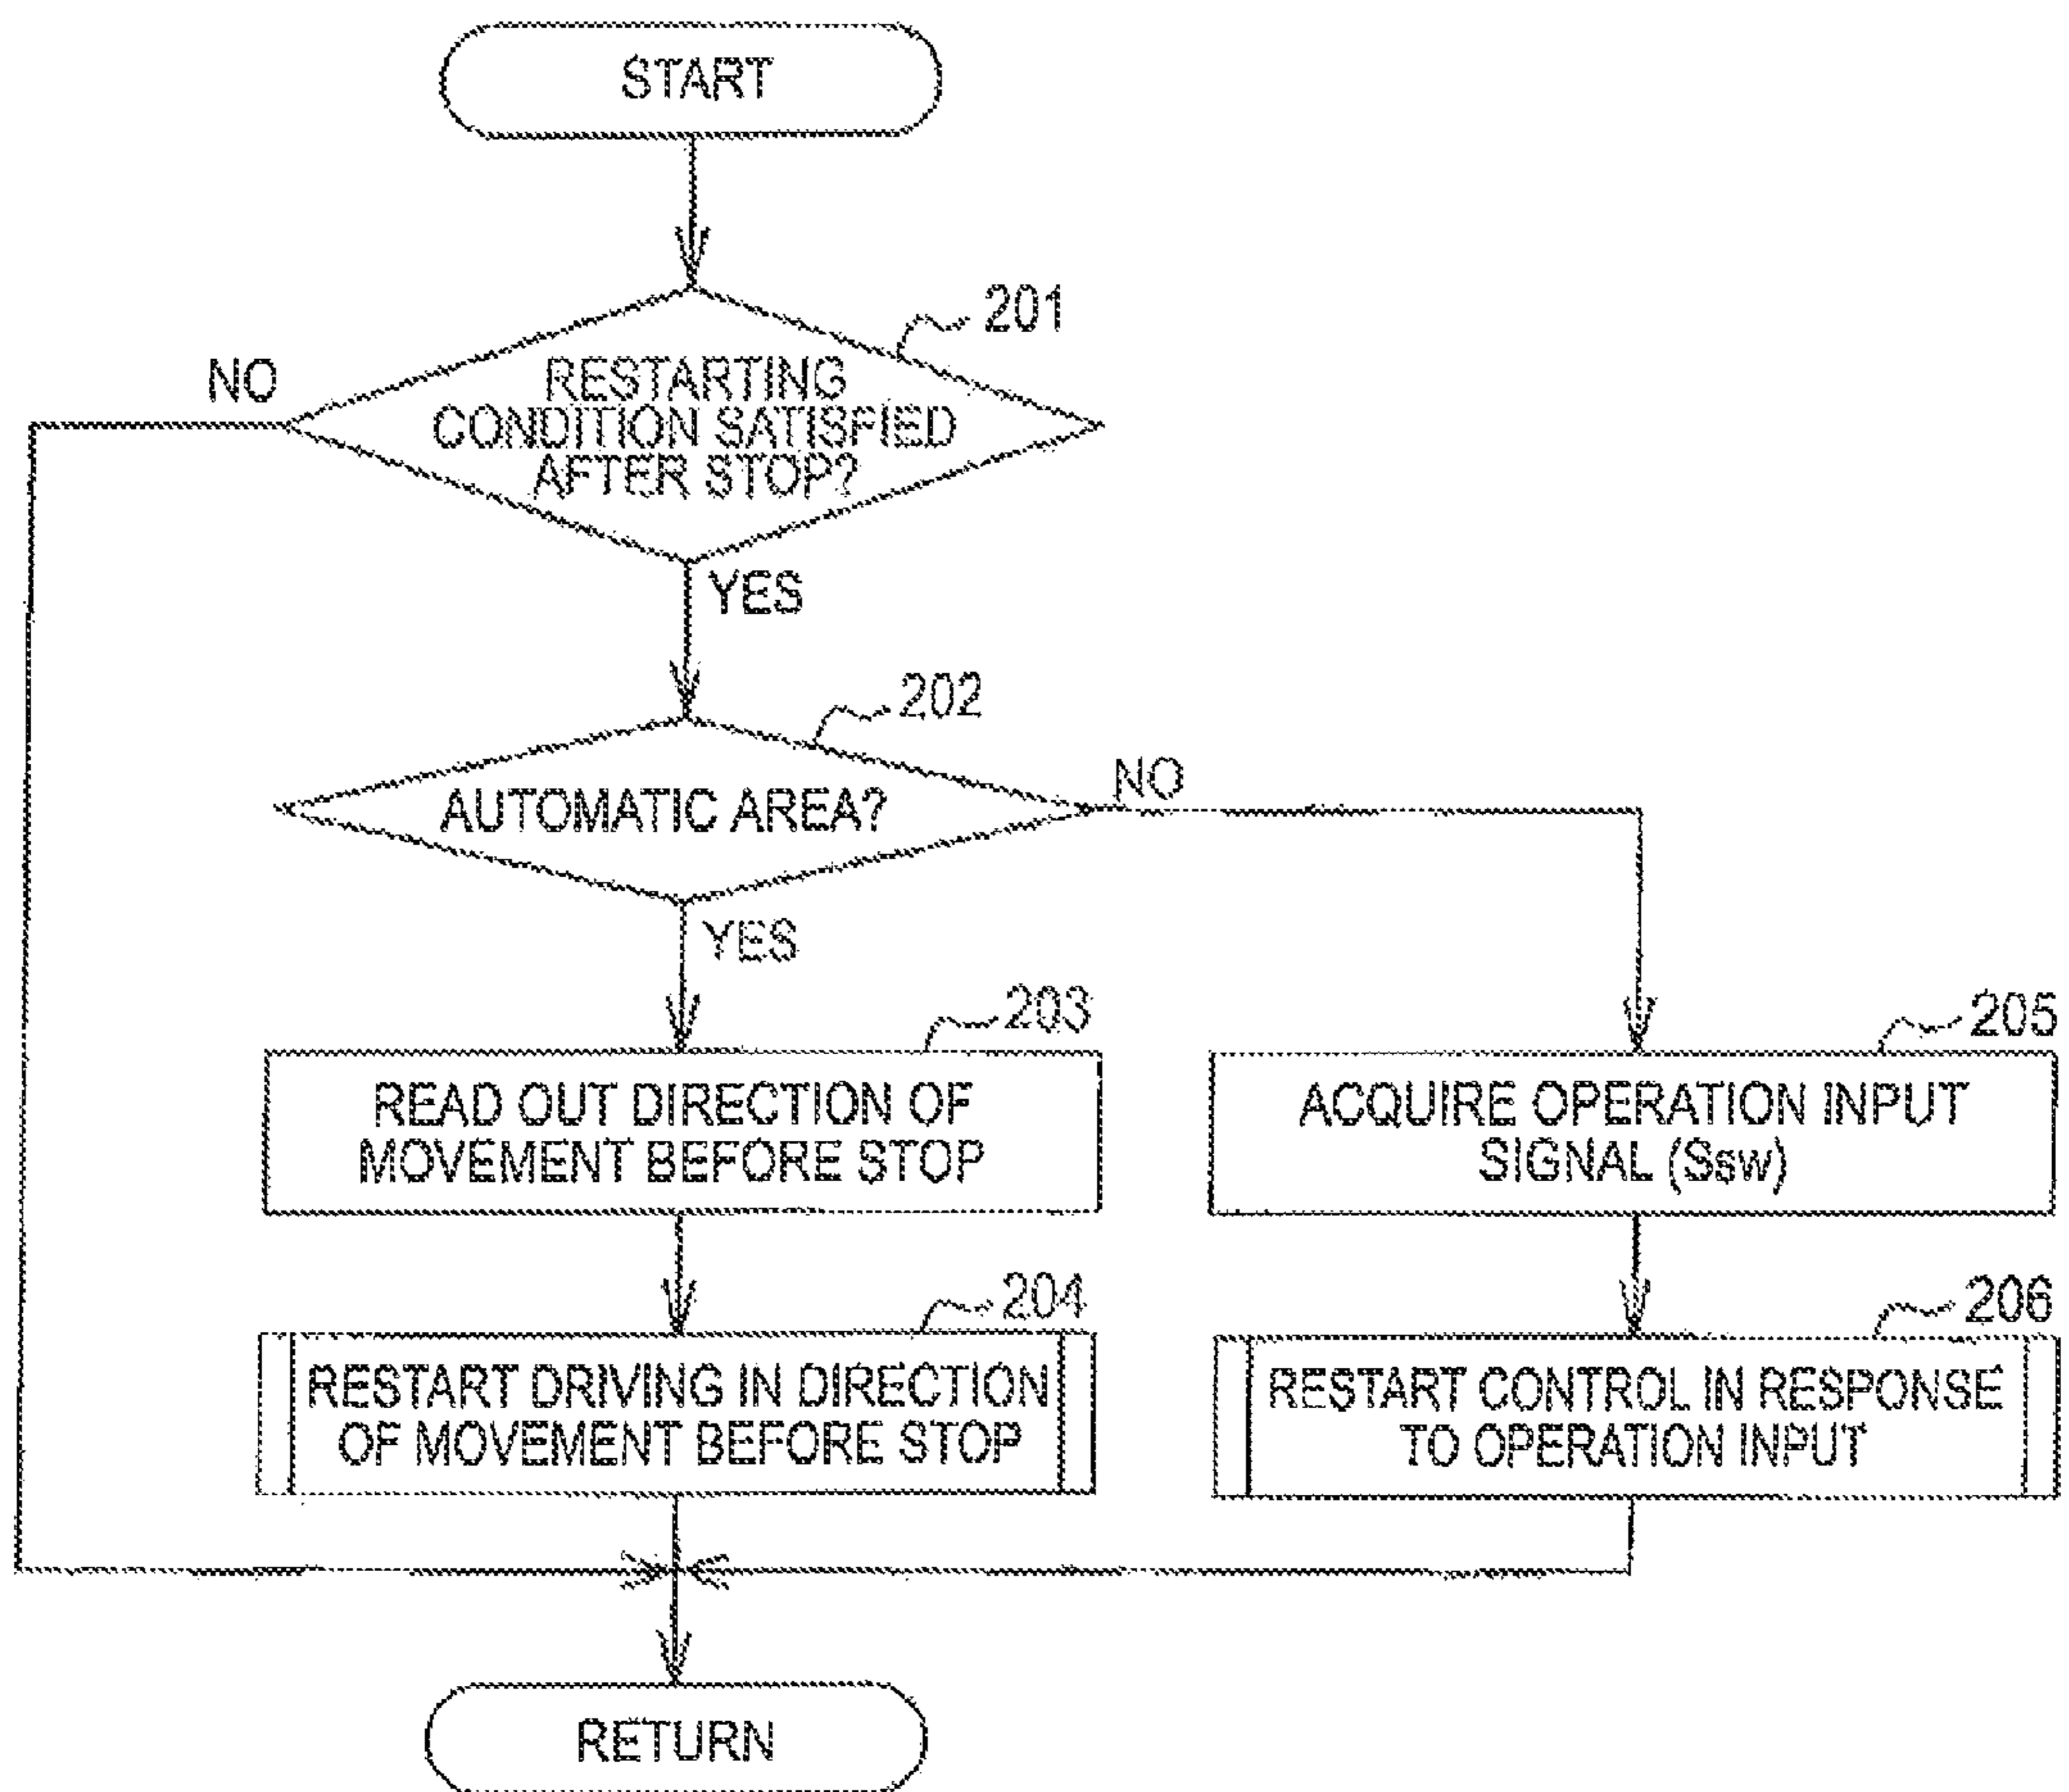 START
201
NO
RESTARTING
CONDITION SATISFIED
AFTER STOP?
YES
202
AUTOMATIC AREA?
NO
YES
203
READ OUT DIRECTION OF
MOVEMENT BEFORE STOP
205
ACQUIRE OPERATION INPUT
SIGNAL (Ssw)
204
RESTART DRIVING IN DIRECTION
OF MOVEMENT BEFORE STOP
206
RESTART CONTROL IN RESPONSE
TO OPERATION INPUT
RETURN